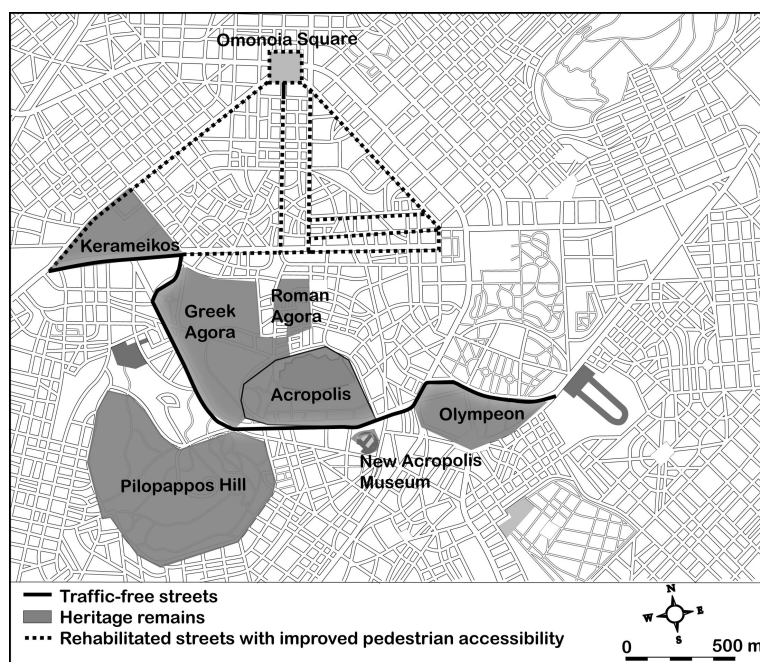 Omonoia Square
Kerameikos
Greek
Agora
Roman
Agora
Acropolis
Olympeon
New Acropolis
Museum
Pilopappos Hill
Traffic-free streets
Heritage remains
Rehabilitated streets with improved pedestrian accessibility
N
W E
S
0 500 m